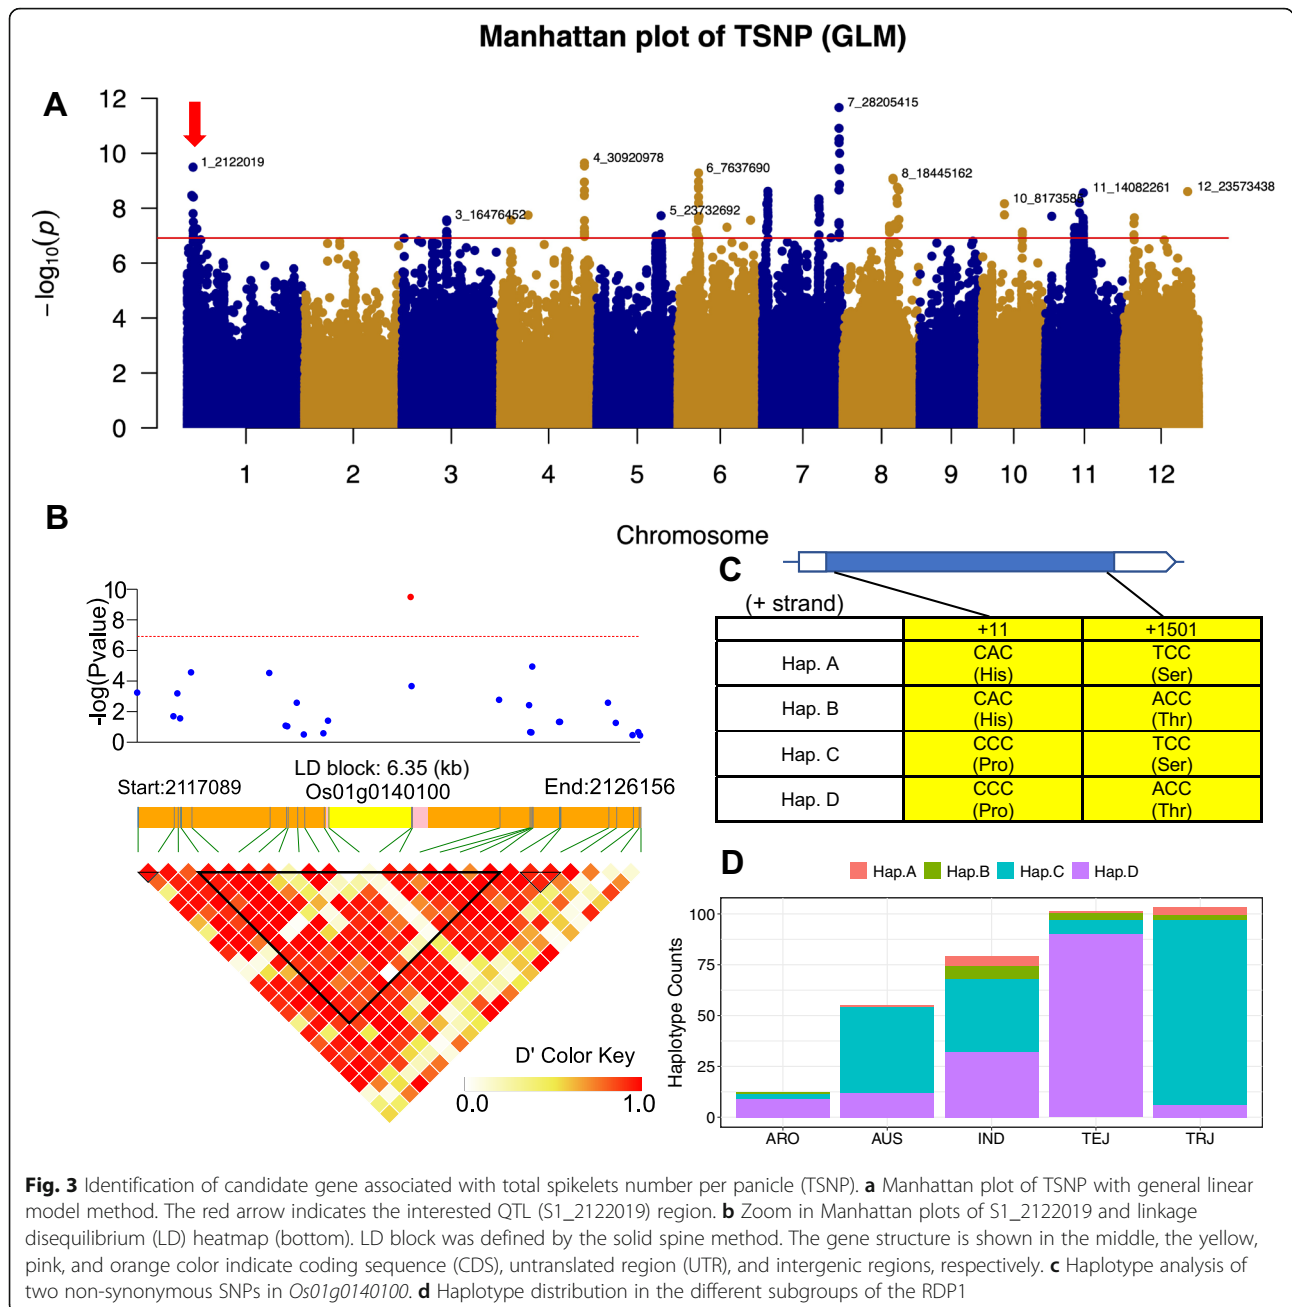 Manhattan plot of TSNP (GLM)
A
12
10
8
6
4
2
0
−log10(p)
1_2122019
3_16476452
4_30920978
5_23732692
6_7637690
7_28205415
8_18445162
10_8173585
11_14082261
12_23573438
1 2 3 4 5 6 7 8 9 10 11 12
Chromosome
B
10
8
6
4
2
0
-log(Pvalue)
LD block: 6.35 (kb)
Start:2117089 Os01g0140100 End:2126156
D' Color Key
0.0 1.0
C
(+ strand)
+11 +1501
Hap. A CAC (His) TCC (Ser)
Hap. B CAC (His) ACC (Thr)
Hap. C CCC (Pro) TCC (Ser)
Hap. D CCC (Pro) ACC (Thr)
D
Hap.A Hap.B Hap.C Hap.D
100
75
50
25
0
Haplotype Counts
ARO AUS IND TEJ TRJ
Fig. 3 Identification of candidate gene associated with total spikelets number per panicle (TSNP). a Manhattan plot of TSNP with general linear
model method. The red arrow indicates the interested QTL (S1_2122019) region. b Zoom in Manhattan plots of S1_2122019 and linkage
disequilibrium (LD) heatmap (bottom). LD block was defined by the solid spine method. The gene structure is shown in the middle, the yellow,
pink, and orange color indicate coding sequence (CDS), untranslated region (UTR), and intergenic regions, respectively. c Haplotype analysis of
two non-synonymous SNPs in Os01g0140100. d Haplotype distribution in the different subgroups of the RDP1